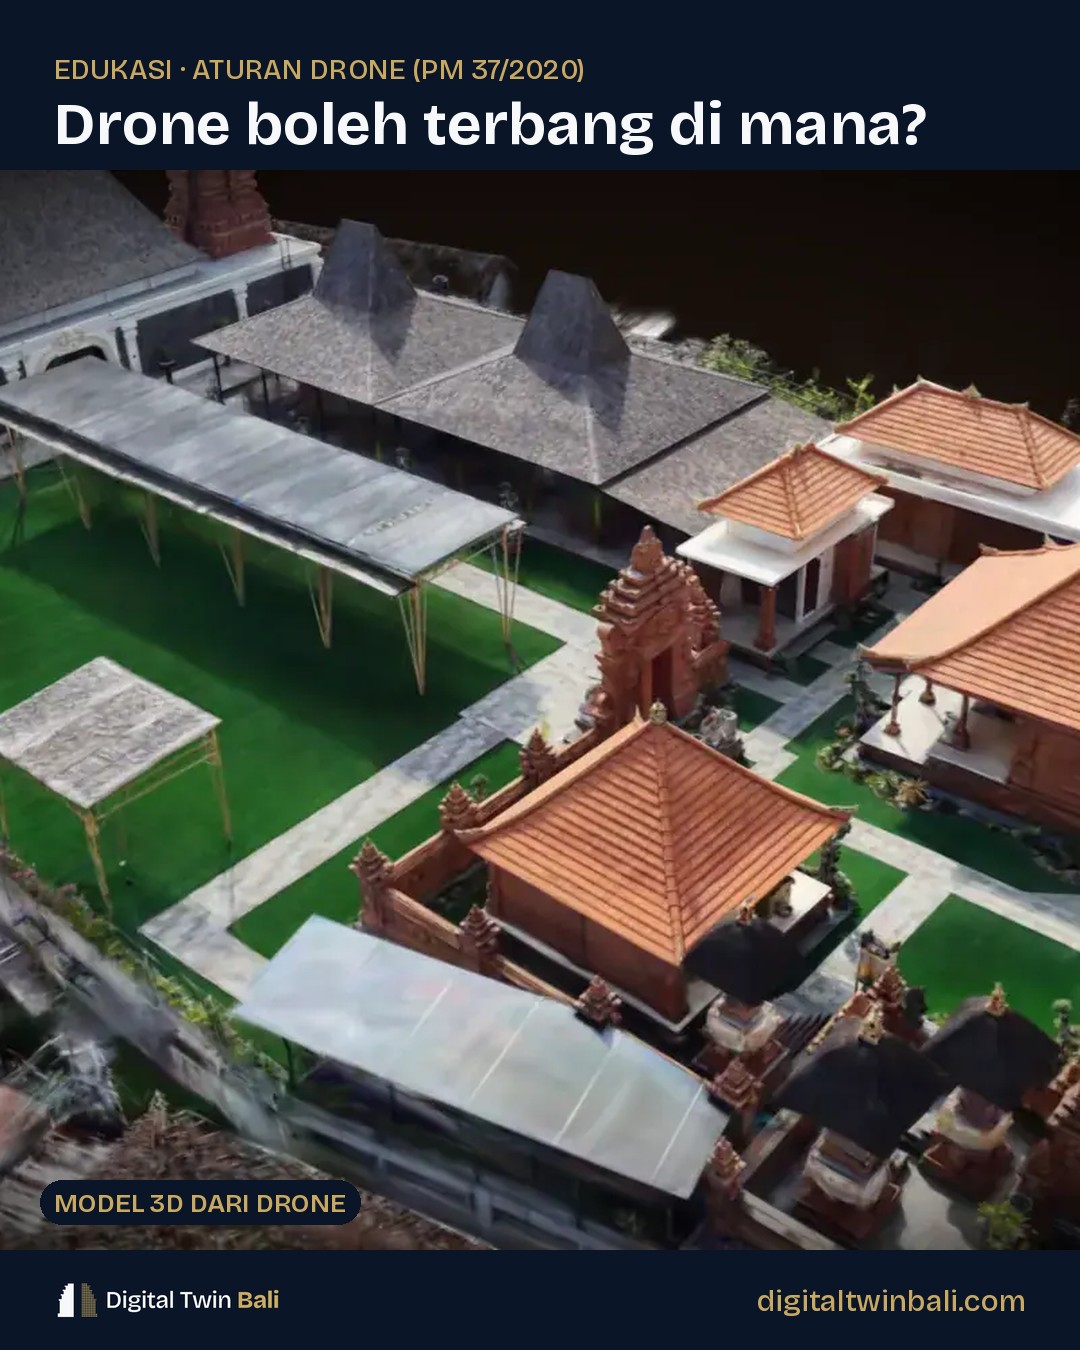 EDUKASI · ATURAN DRONE (PM 37/2020)
Drone boleh terbang di mana?
MODEL 3D DARI DRONE
Digital Twin Bali
digitaltwinbali.com